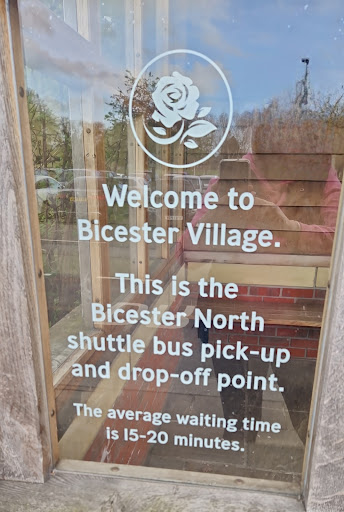 Welcome to
Bicester Village.
This is the
Bicester North
shuttle bus pick-up
and drop-off point.
The average waiting time
is 15-20 minutes.